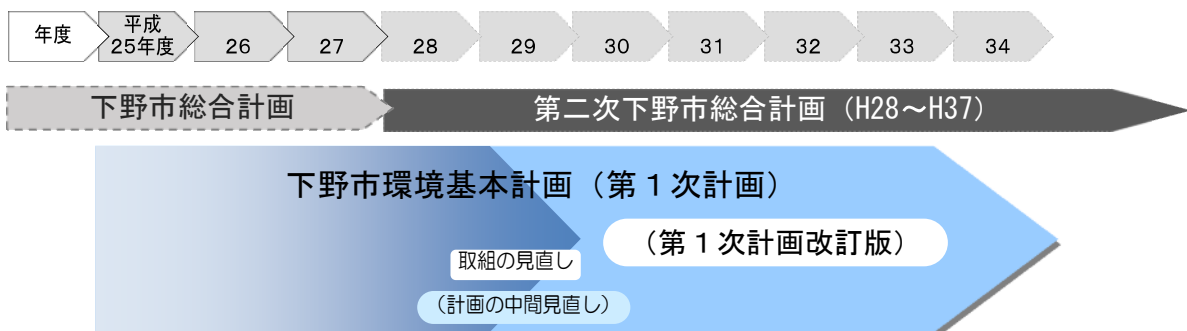 年度
平成
25年度
26
27
28
29
30
31
32
33
34
下野市総合計画
第二次下野市総合計画（H28～H37）
下野市環境基本計画（第1次計画）
（第1次計画改訂版）
取組の見直し
（計画の中間見直し）